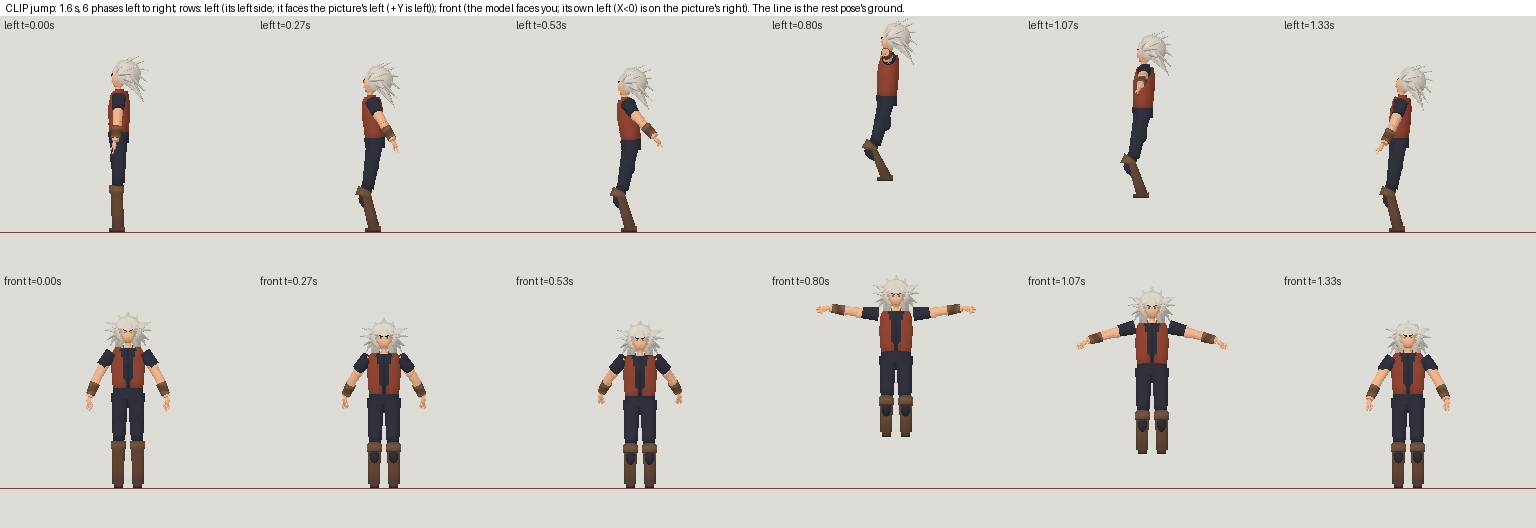 CLIP jump: 1.6 s, 6 phases left to right; rows: left (its left side; it faces the picture's left (+Y is left)); front (the model faces you; its own left (X<0) is on the picture's right). The line is the rest pose's ground.
left t=0.00s left t=0.27s left t=0.53s left t=0.80s left t=1.07s left t=1.33s
front t=0.00s front t=0.27s front t=0.53s front t=0.80s front t=1.07s front t=1.33s